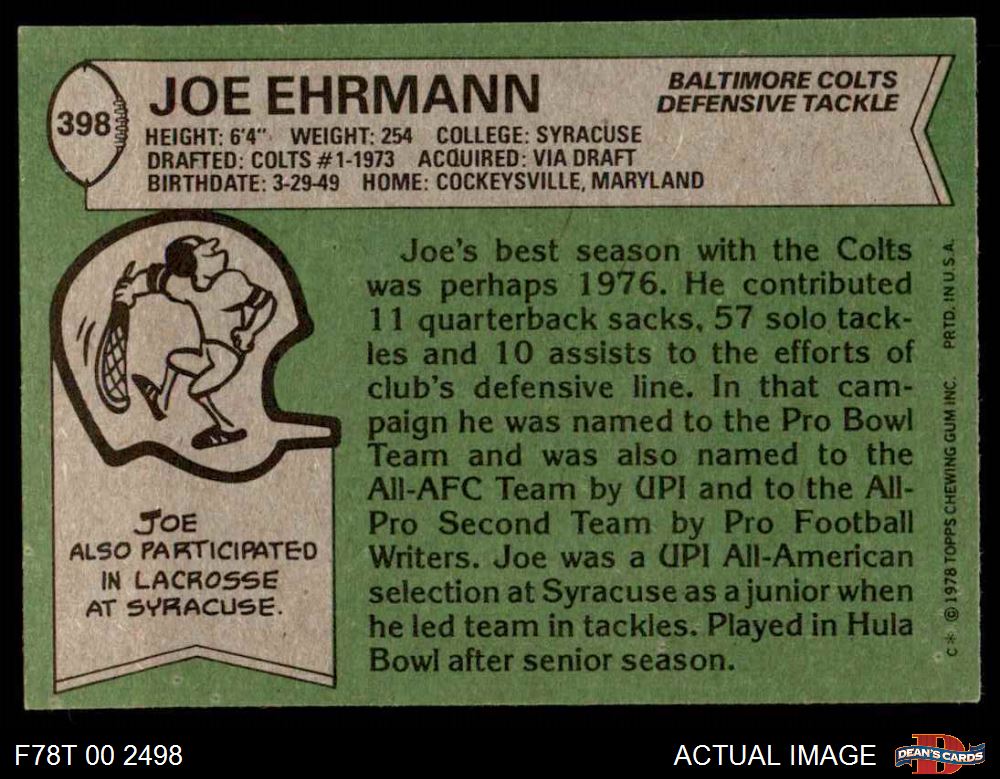 398
JOE EHRMANN
BALTIMORE COLTS
DEFENSIVE TACKLE
HEIGHT: 6'4" WEIGHT: 254 COLLEGE: SYRACUSE
DRAFTED: COLTS #1-1973 ACQUIRED: VIA DRAFT
BIRTHDATE: 3-29-49 HOME: COCKEYSVILLE, MARYLAND
Joe's best season with the Colts
was perhaps 1976. He contributed
11 quarterback sacks, 57 solo tack-
les and 10 assists to the efforts of
club's defensive line. In that cam-
paign he was named to the Pro Bowl
Team and was also named to the
All-AFC Team by UPI and to the All-
Pro Second Team by Pro Football
Writers. Joe was a UPI All-American
selection at Syracuse as a junior when
he led team in tackles. Played in Hula
Bowl after senior season.
JOE
ALSO PARTICIPATED
IN LACROSSE
AT SYRACUSE.
C* © 1978 TOPPS CHEWING GUM INC. PRTD. IN U.S.A.
F78T 00 2498
ACTUAL IMAGE
D
DEAN'S CARDS